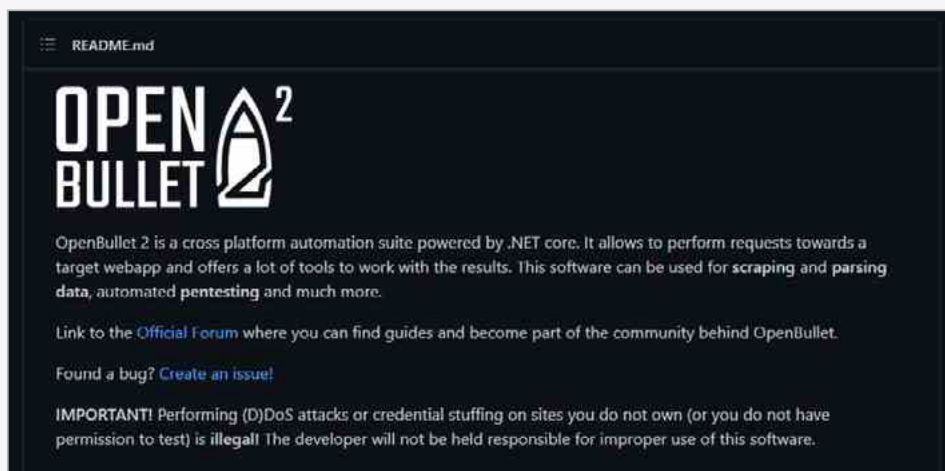 README.md
OPEN 2
BULLET
OpenBullet 2 is a cross platform automation suite powered by .NET core. It allows to perform requests towards a
target webapp and offers a lot of tools to work with the results. This software can be used for scraping and parsing
data, automated pentesting and much more.
Link to the Official Forum where you can find guides and become part of the community behind OpenBullet.
Found a bug? Create an issue!
IMPORTANT! Performing (D)DoS attacks or credential stuffing on sites you do not own (or you do not have
permission to test) is illegal! The developer will not be held responsible for improper use of this software.